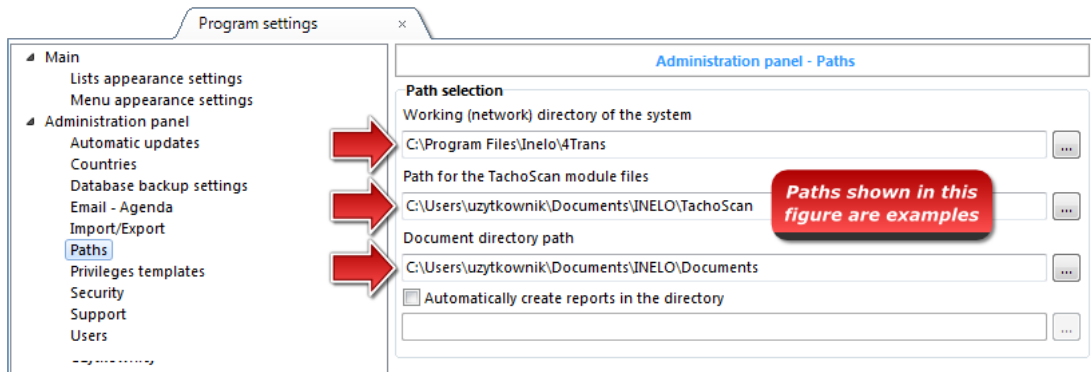 Program settings
Main
Lists appearance settings
Menu appearance settings
Administration panel
Automatic updates
Countries
Database backup settings
Email - Agenda
Import/Export
Paths
Privileges templates
Security
Support
Users
Administration panel - Paths
Path selection
Working (network) directory of the system
C:\Program Files\Inelo\4Trans
...
Path for the TachoScan module files
C:\Users\uzytkownik\Documents\INELO\TachoScan
...
Paths shown in this
figure are examples
Document directory path
C:\Users\uzytkownik\Documents\INELO\Documents
...
Automatically create reports in the directory
...